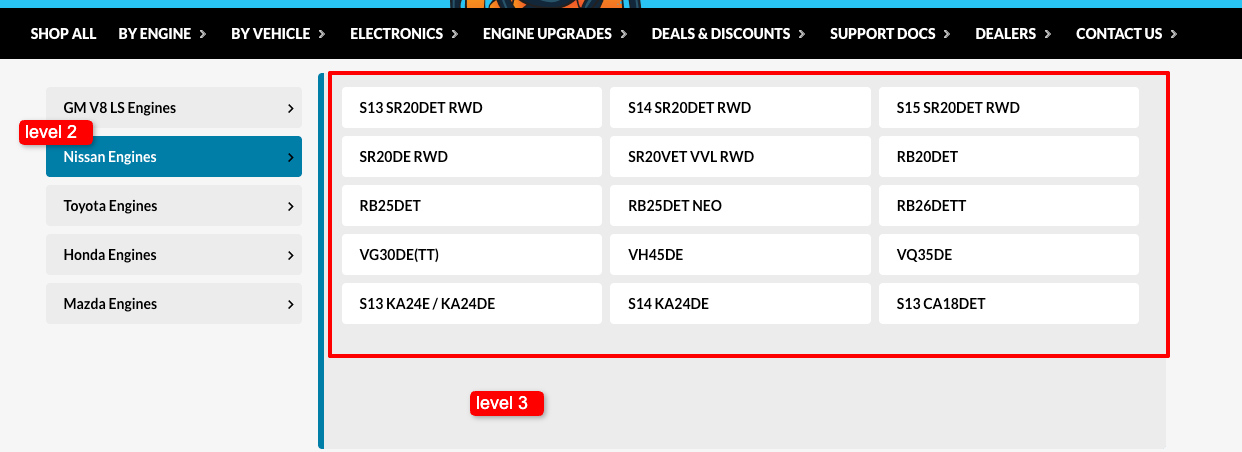 SHOP ALL BY ENGINE BY VEHICLE ELECTRONICS ENGINE UPGRADES DEALS & DISCOUNTS SUPPORT DOCS DEALERS CONTACT US
GM V8 LS Engines
level 2
Nissan Engines
Toyota Engines
Honda Engines
Mazda Engines
S13 SR20DET RWD S14 SR20DET RWD S15 SR20DET RWD
SR20DE RWD SR20VET VVL RWD RB20DET
RB25DET RB25DET NEO RB26DETT
VG30DE(TT) VH45DE VQ35DE
S13 KA24E / KA24DE S14 KA24DE S13 CA18DET
level 3